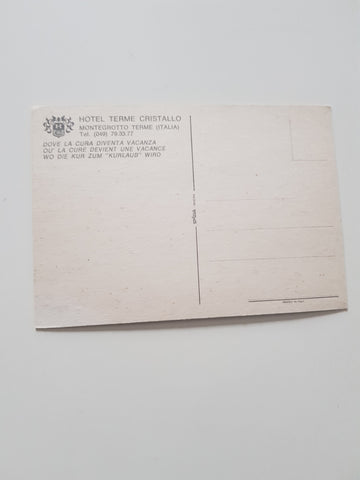 HOTEL TERME CRISTALLO
MONTEGROTTO TERME (ITALIA)
Tel. (049) 79.33.77
DOVE LA CURA DIVENTA VACANZA
OU' LA CURE DEVIENT UNE VACANCE
WO DIE KUR ZUM "KURLAUB" WIRD